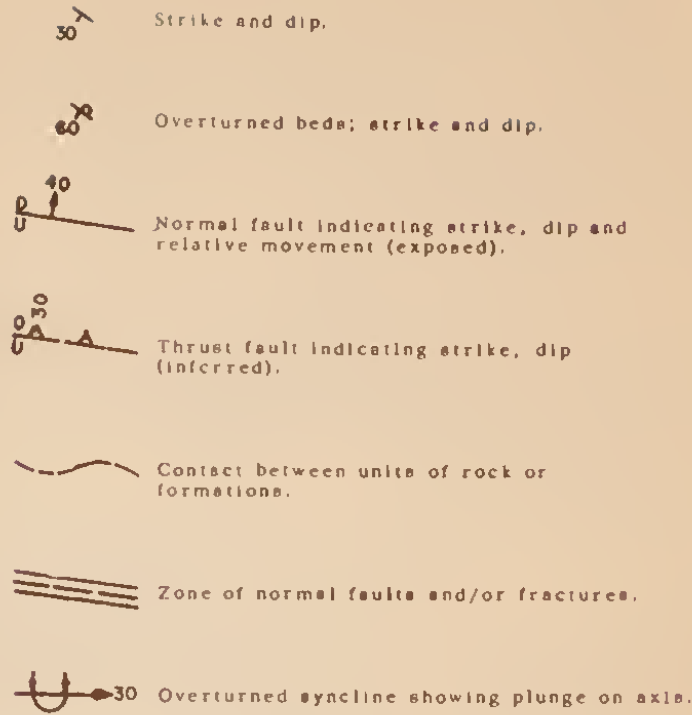 30 Strike and dip.
60 Overturned beds; strike and dip.
40
D
U
Normal fault indicating strike, dip and
relative movement (exposed).
30
O
U
Thrust fault indicating strike, dip
(inferred).
Contact between units of rock or
formations.
Zone of normal faults and/or fractures.
30 Overturned syncline showing plunge on axis.